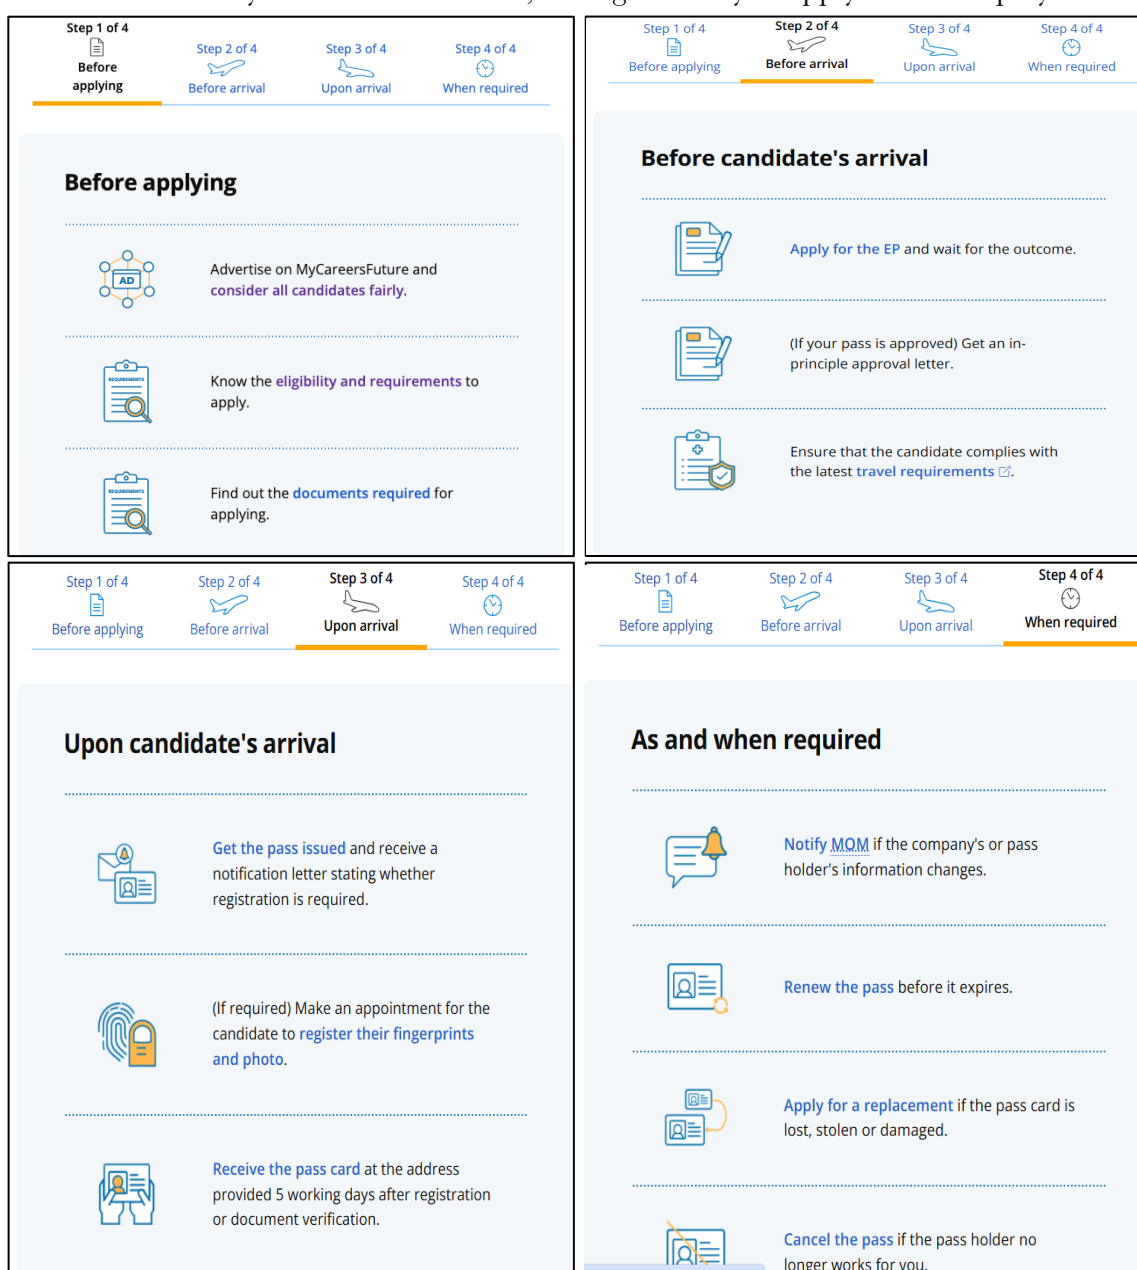 Step 1 of 4
Before
applying
Step 2 of 4
Before arrival
Step 3 of 4
Upon arrival
Step 4 of 4
When required
Before applying
AD
Advertise on MyCareersFuture and
consider all candidates fairly.
REQUIREMENTS
Know the eligibility and requirements to
apply.
REQUIREMENTS
Find out the documents required for
applying.
Step 1 of 4
Before applying
Step 2 of 4
Before arrival
Step 3 of 4
Upon arrival
Step 4 of 4
When required
Before candidate's arrival
Apply for the EP and wait for the outcome.
(If your pass is approved) Get an in-
principle approval letter.
Ensure that the candidate complies with
the latest travel requirements.
Step 1 of 4
Before applying
Step 2 of 4
Before arrival
Step 3 of 4
Upon arrival
Step 4 of 4
When required
Upon candidate's arrival
Get the pass issued and receive a
notification letter stating whether
registration is required.
(If required) Make an appointment for the
candidate to register their fingerprints
and photo.
Receive the pass card at the address
provided 5 working days after registration
or document verification.
Step 1 of 4
Before applying
Step 2 of 4
Before arrival
Step 3 of 4
Upon arrival
Step 4 of 4
When required
As and when required
Notify MOM if the company's or pass
holder's information changes.
Renew the pass before it expires.
Apply for a replacement if the pass card is
lost, stolen or damaged.
Cancel the pass if the pass holder no
longer works for you.